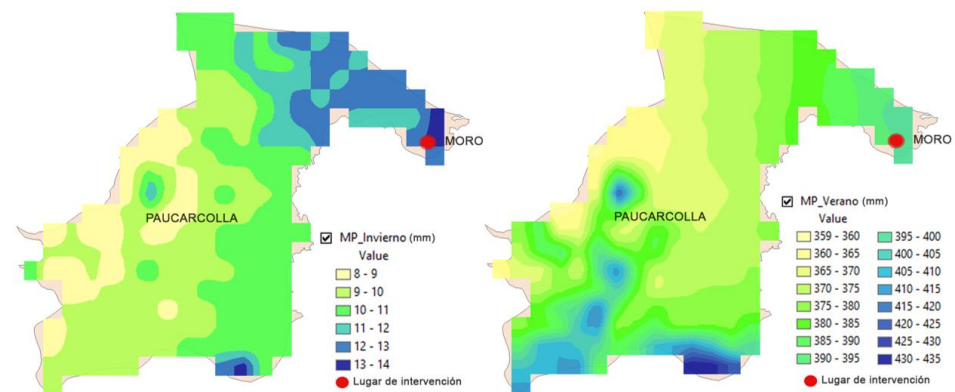 MORO
PAUCARCOLLA
MP_Invierno (mm)
Value
8 - 9
9 - 10
10 - 11
11 - 12
12 - 13
13 - 14
Lugar de intervención
MORO
PAUCARCOLLA
MP_Verano (mm)
Value
359 - 360
360 - 365
365 - 370
370 - 375
375 - 380
380 - 385
385 - 390
390 - 395
395 - 400
400 - 405
405 - 410
410 - 415
415 - 420
420 - 425
425 - 430
430 - 435
Lugar de intervención